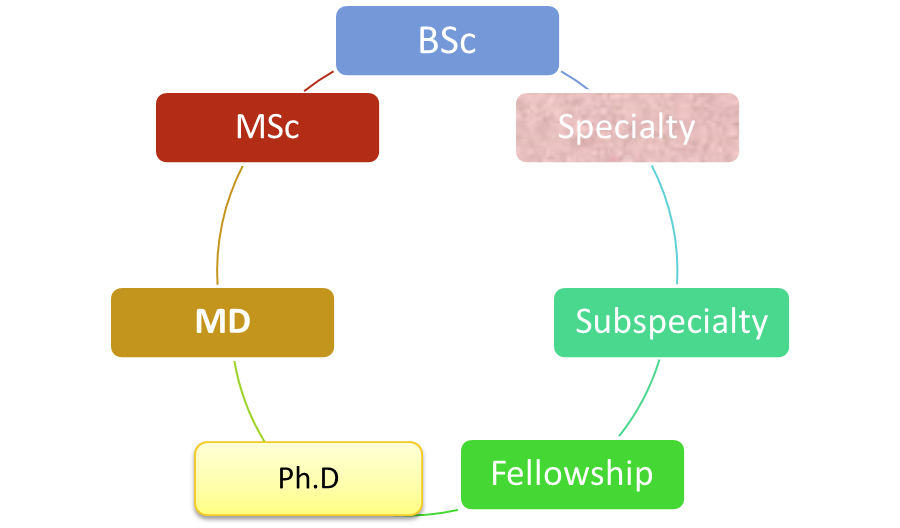 BSc
MSc
Specialty
MD
Subspecialty
Ph.D
Fellowship